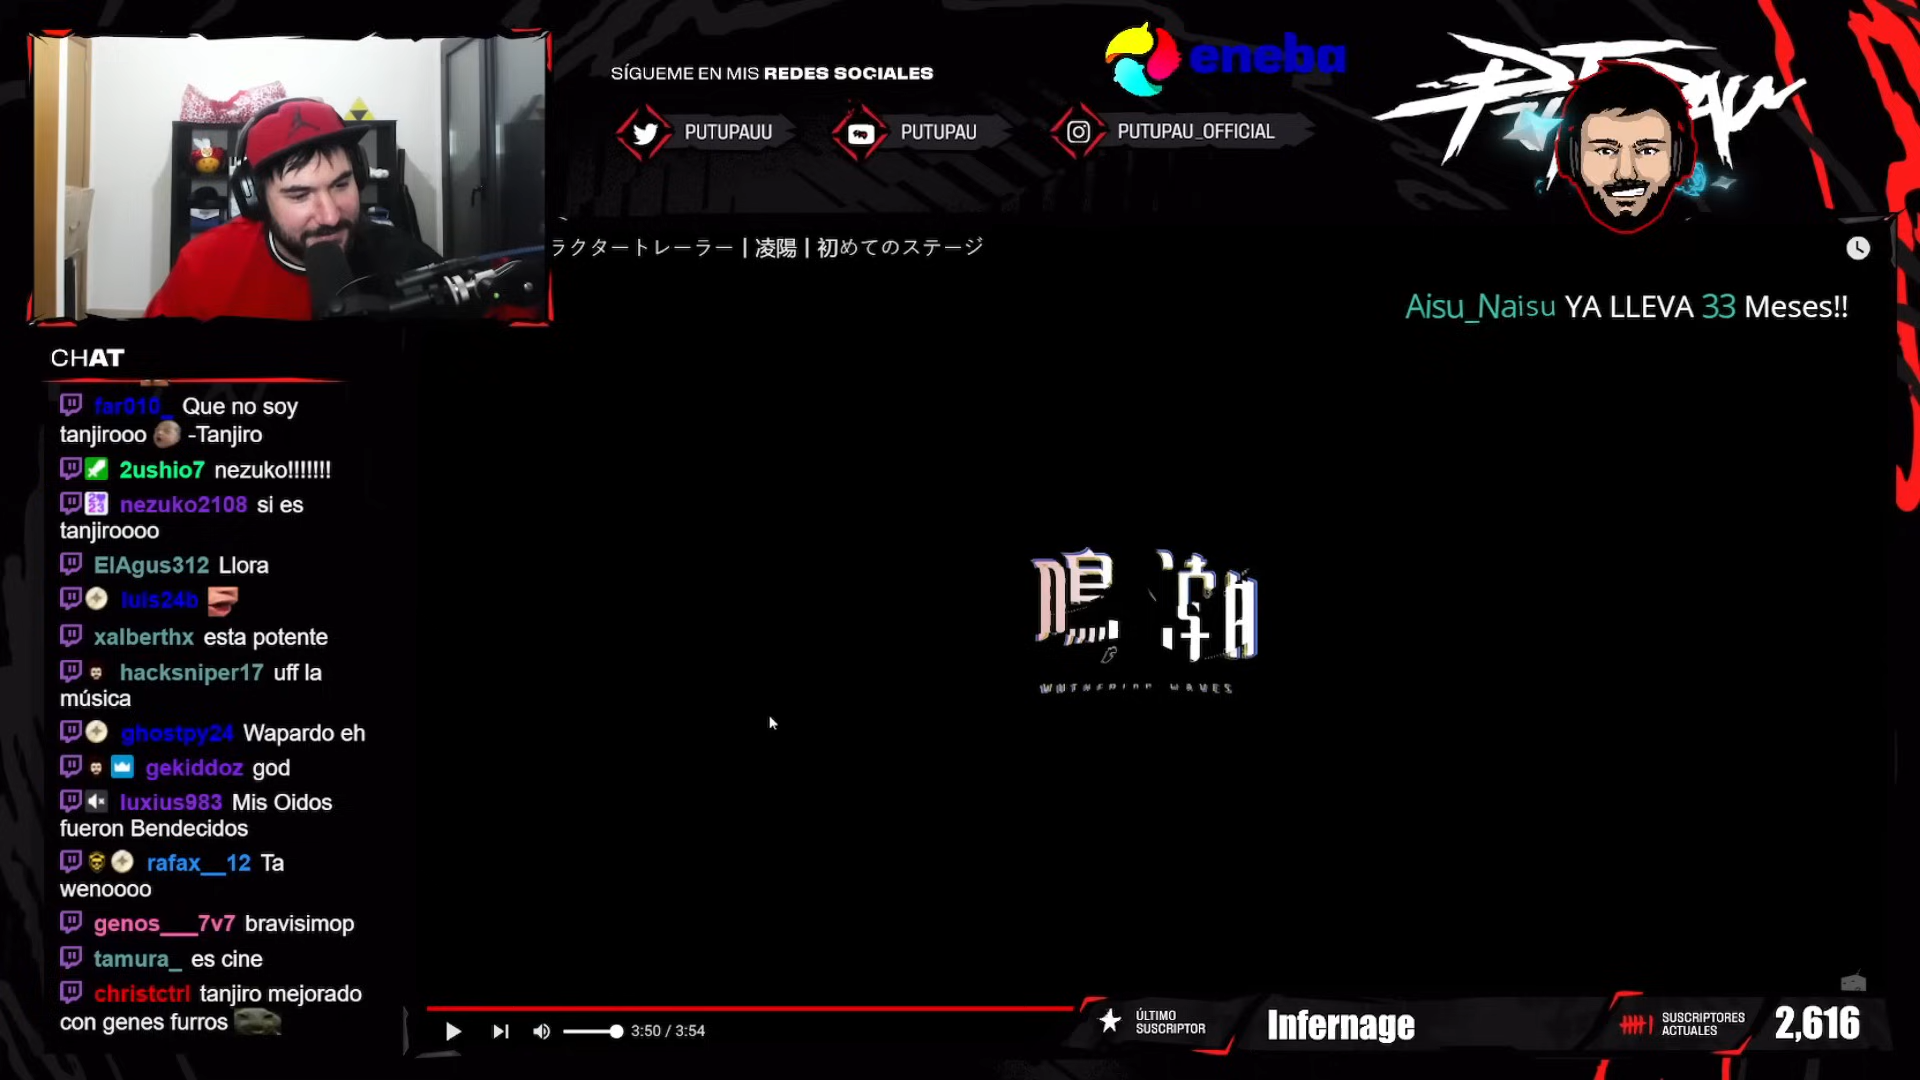 SÍGUEME EN MIS REDES SOCIALES
eneba
PUTUPAUU
PUTUPAU
PUTUPAU_OFFICIAL
ラクタートレーラー | 凌陽 | 初めてのステージ
Aisu_Naisu YA LLEVA 33 Meses!!
CHAT
far010_ Que no soy
tanjirooo -Tanjiro
2ushio7 nezuko!!!!!!!
nezuko2108 si es
tanjiroooo
ElAgus312 Llora
luis24b
xalberthx esta potente
hacksniper17 uff la
música
ghostpy24 Wapardo eh
gekiddoz god
luxius983 Mis Oidos
fueron Bendecidos
rafax__12 Ta
wenoooo
genos___7v7 bravisimop
tamura_ es cine
christctrl tanjiro mejorado
con genes furros
鳴潮
WUTHERING WAVES
3:50 / 3:54
ÚLTIMO
SUSCRIPTOR
Infernage
SUSCRIPTORES
ACTUALES
2,616